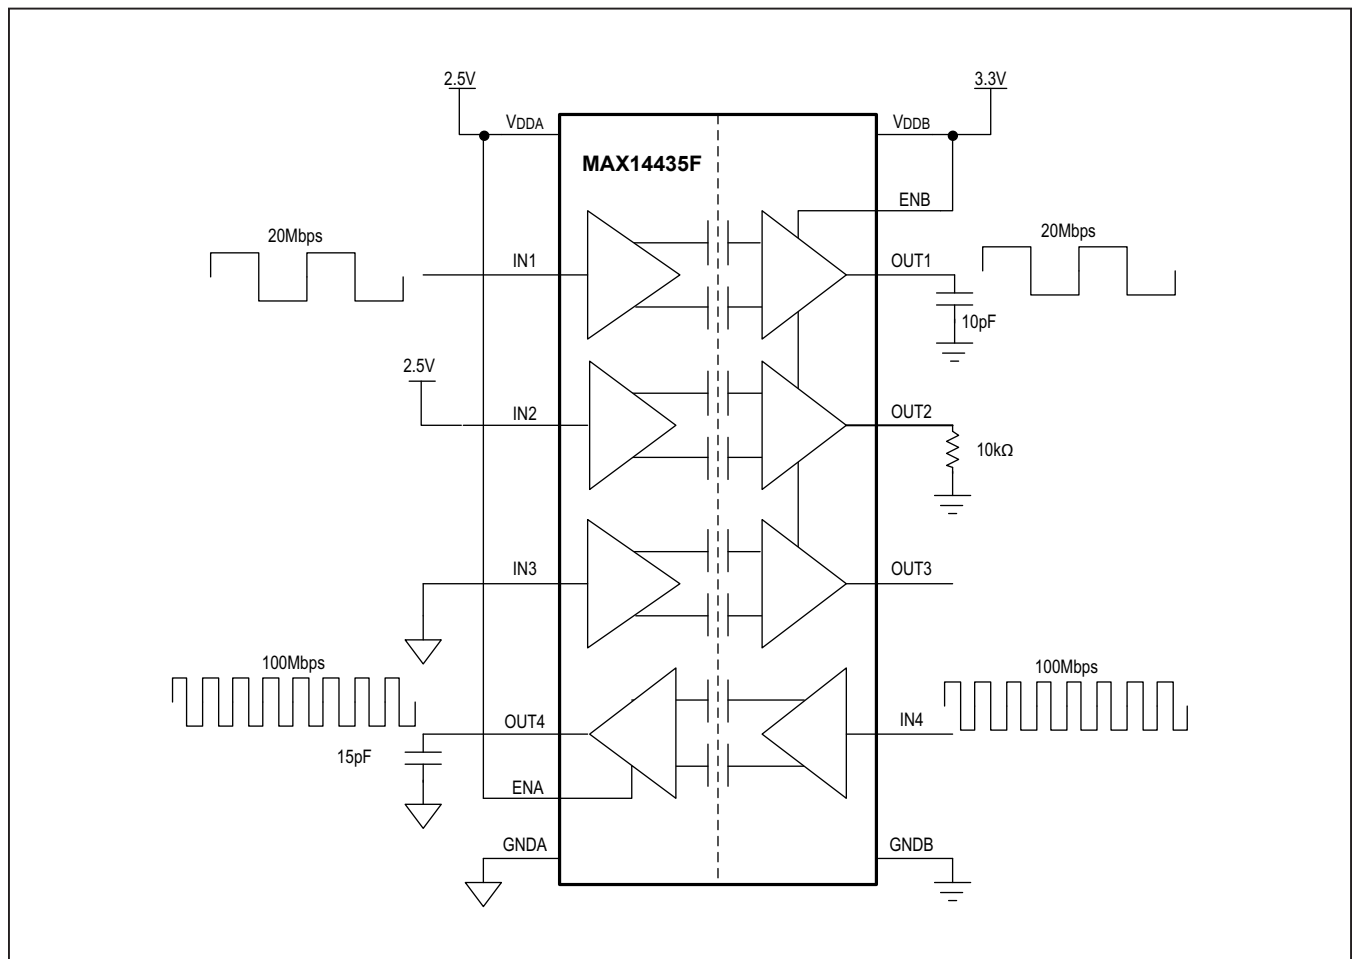 2.5V
3.3V
VDDA
VDDB
MAX14435F
ENB
20Mbps
IN1
OUT1
20Mbps
10pF
2.5V
IN2
OUT2
10kΩ
IN3
OUT3
100Mbps
100Mbps
OUT4
IN4
15pF
ENA
GNDA
GNDB